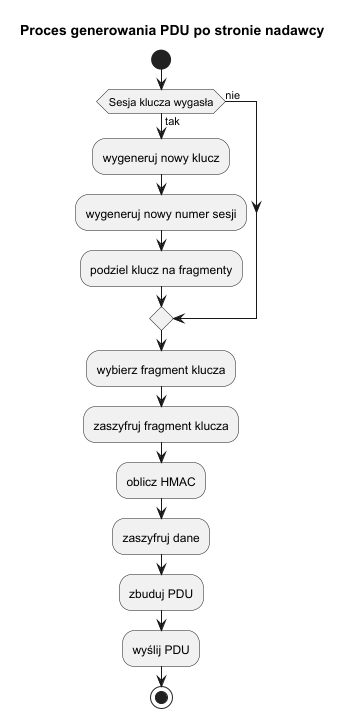 Proces generowania PDU po stronie nadawcy
Sesja klucza wygasła
nie
tak
wygeneruj nowy klucz
wygeneruj nowy numer sesji
podziel klucz na fragmenty
wybierz fragment klucza
zaszyfruj fragment klucza
oblicz HMAC
zaszyfruj dane
zbuduj PDU
wyślij PDU